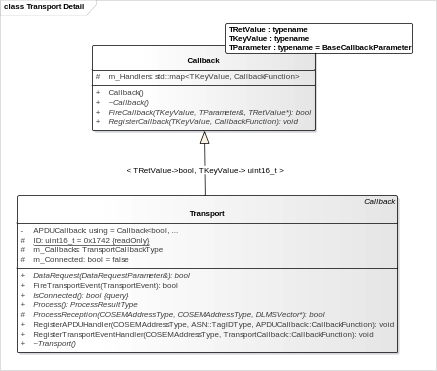 class Transport Detail
TRetValue : typename
TKeyValue : typename
TParameter : typename = BaseCallbackParameter
Callback
# m_Handlers: std::map<TKeyValue, CallbackFunction>
+ Callback()
+ ~Callback()
+ FireCallback(TKeyValue, TParameter&, TRetValue*): bool
+ RegisterCallback(TKeyValue, CallbackFunction): void
< TRetValue->bool, TKeyValue-> uint16_t >
Callback
Transport
- APDUCallback: using = Callback<bool, ...
# ID: uint16_t = 0x1742 {readOnly}
# m_Callbacks: TransportCallbackType
# m_Connected: bool = false
+ DataRequest(DataRequestParameter&): bool
+ FireTransportEvent(TransportEvent): bool
+ IsConnected(): bool {query}
+ Process(): ProcessResultType
# ProcessReception(COSEMAddressType, COSEMAddressType, DLMSVector*): bool
+ RegisterAPDUHandler(COSEMAddressType, ASN::TagIDType, APDUCallback::CallbackFunction): void
+ RegisterTransportEventHandler(COSEMAddressType, TransportCallback::CallbackFunction): void
+ ~Transport()